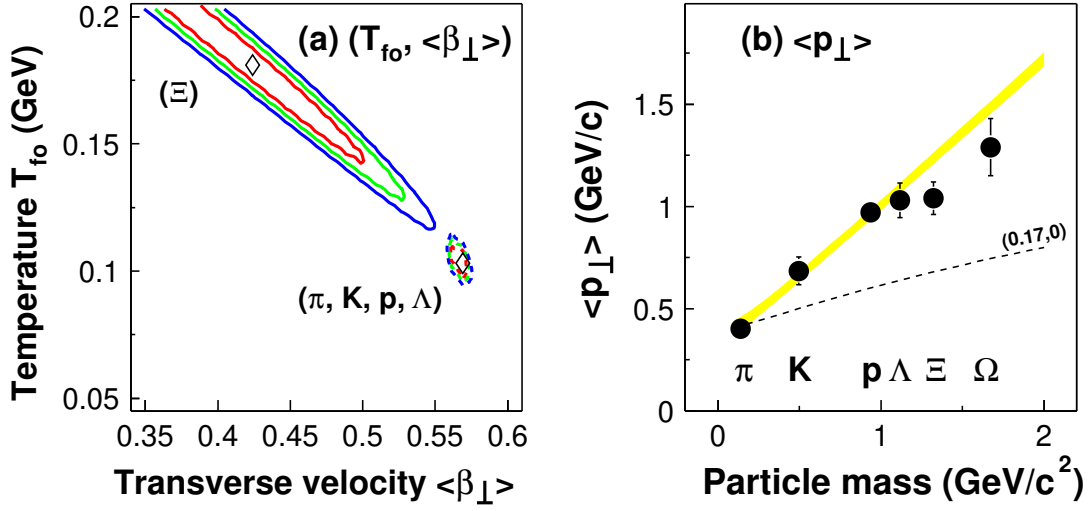 (a) (T_fo, <β_⊥>)
Temperature T_fo (GeV)
0.2
0.15
0.1
0.05
(Ξ)
(π, K, p, Λ)
0.35 0.4 0.45 0.5 0.55 0.6
Transverse velocity <β_⊥>
(b) <p_⊥>
<p_⊥> (GeV/c)
1.5
1
0.5
0
(0.17,0)
π K p Λ Ξ Ω
0 1 2
Particle mass (GeV/c²)